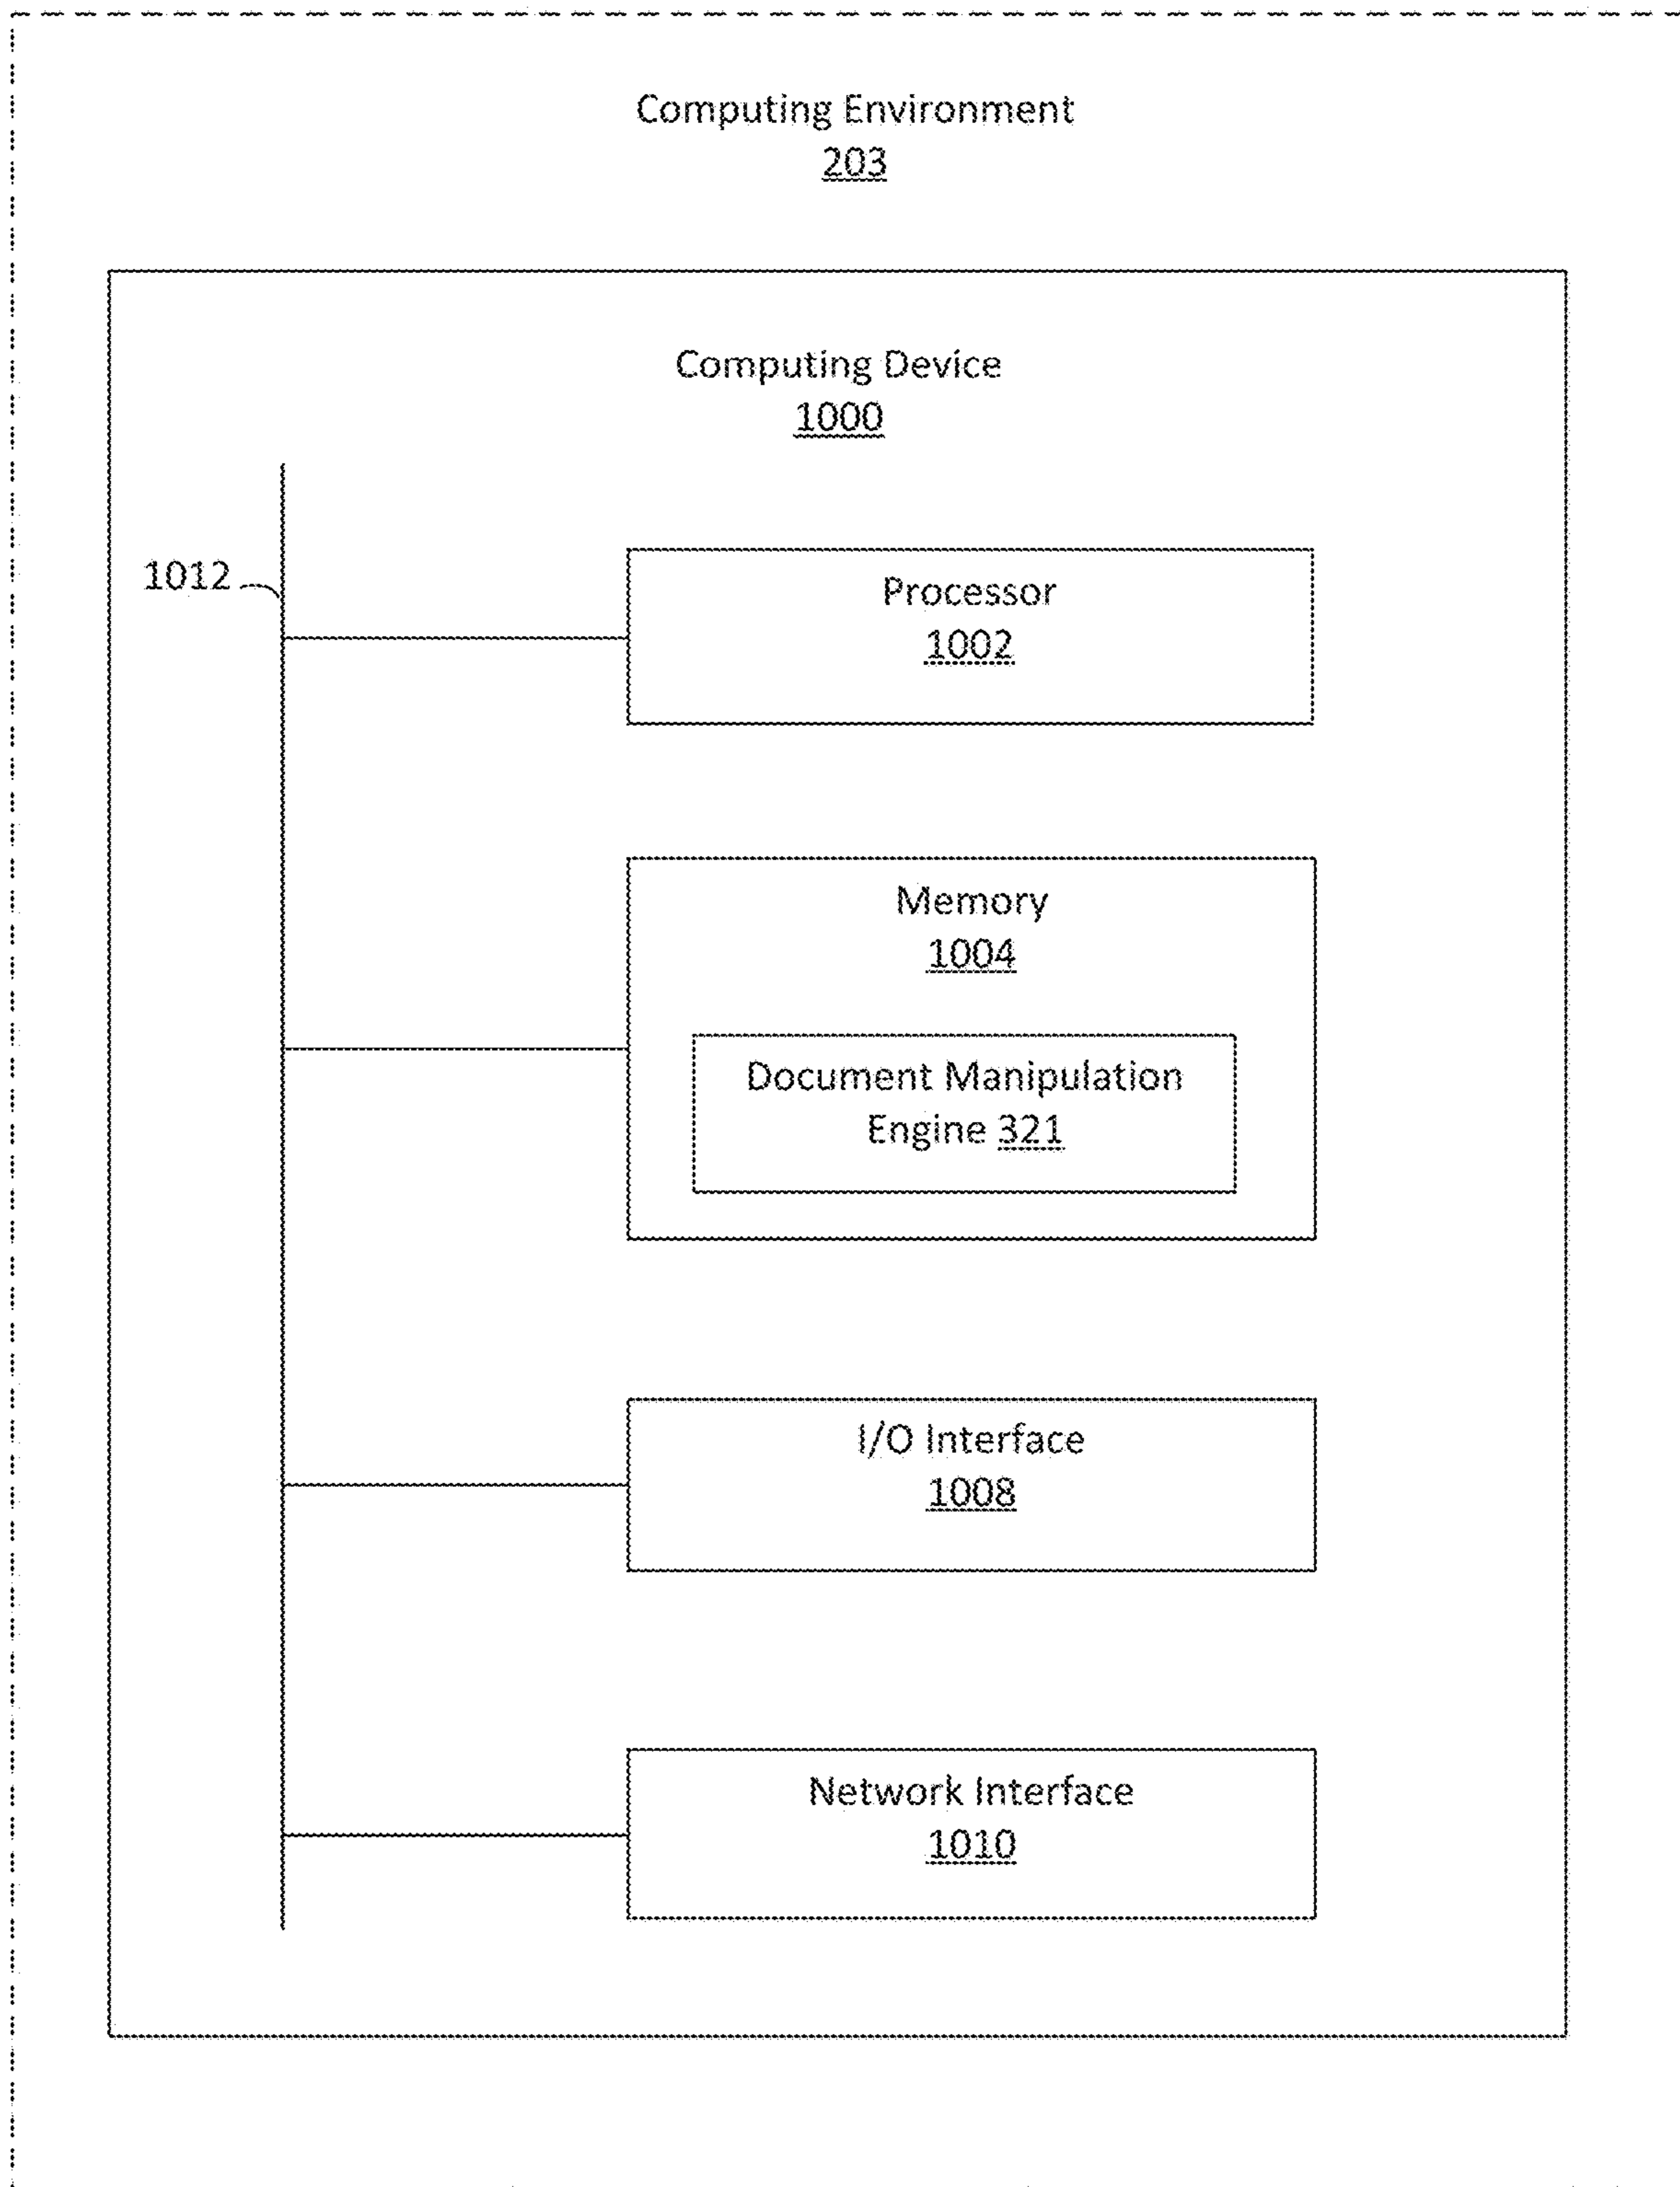 Computing Environment
203
Computing Device
1000
1012
Processor
1002
Memory
1004
Document Manipulation
Engine 321
I/O Interface
1008
Network Interface
1010